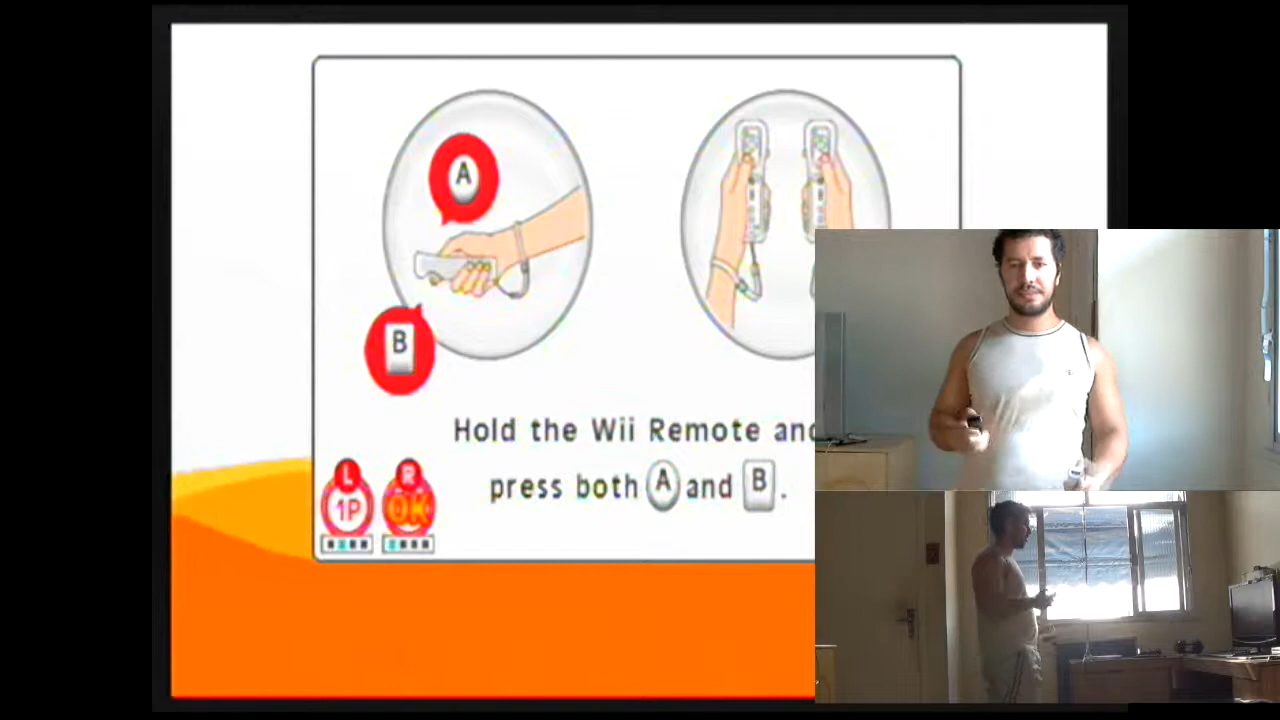 A
B
Hold the Wii Remote and
press both A and B.
L
R
1P
OK